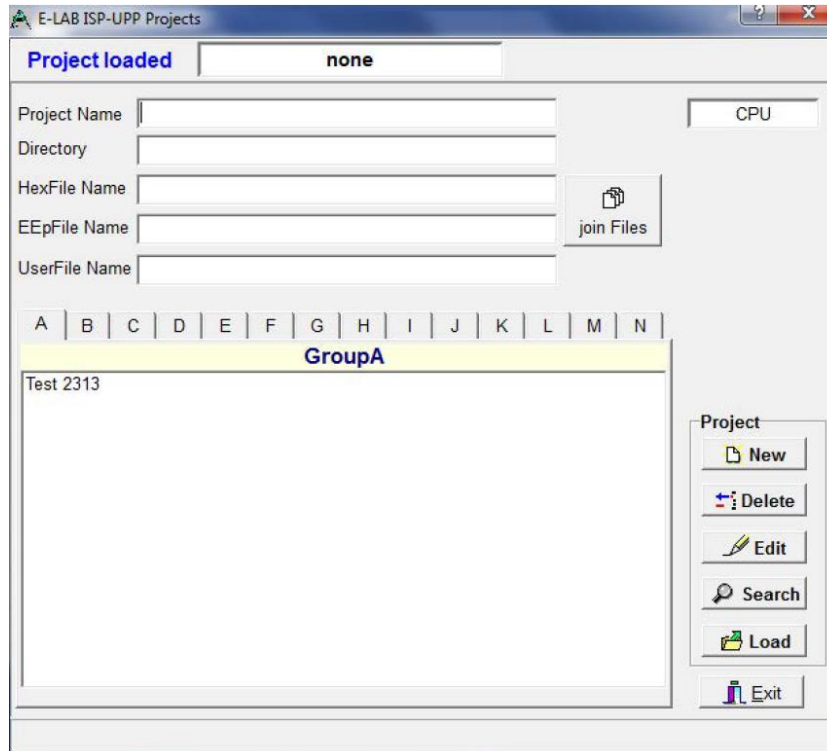 E-LAB ISP-UPP Projects
Project loaded none
Project Name
CPU
Directory
HexFile Name
join Files
EEpFile Name
UserFile Name
A B C D E F G H I J K L M N
GroupA
Test 2313
Project
New
Delete
Edit
Search
Load
Exit